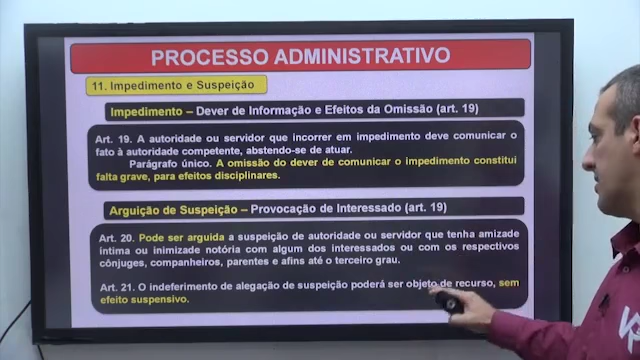 PROCESSO ADMINISTRATIVO
11. Impedimento e Suspeição
Impedimento – Dever de Informação e Efeitos da Omissão (art. 19)
Art. 19. A autoridade ou servidor que incorrer em impedimento deve comunicar o
fato à autoridade competente, abstendo-se de atuar.
Parágrafo único. A omissão do dever de comunicar o impedimento constitui
falta grave, para efeitos disciplinares.
Arguição de Suspeição – Provocação de Interessado (art. 19)
Art. 20. Pode ser arguida a suspeição de autoridade ou servidor que tenha amizade
íntima ou inimizade notória com algum dos interessados ou com os respectivos
cônjuges, companheiros, parentes e afins até o terceiro grau.
Art. 21. O indeferimento de alegação de suspeição poderá ser objeto de recurso, sem
efeito suspensivo.